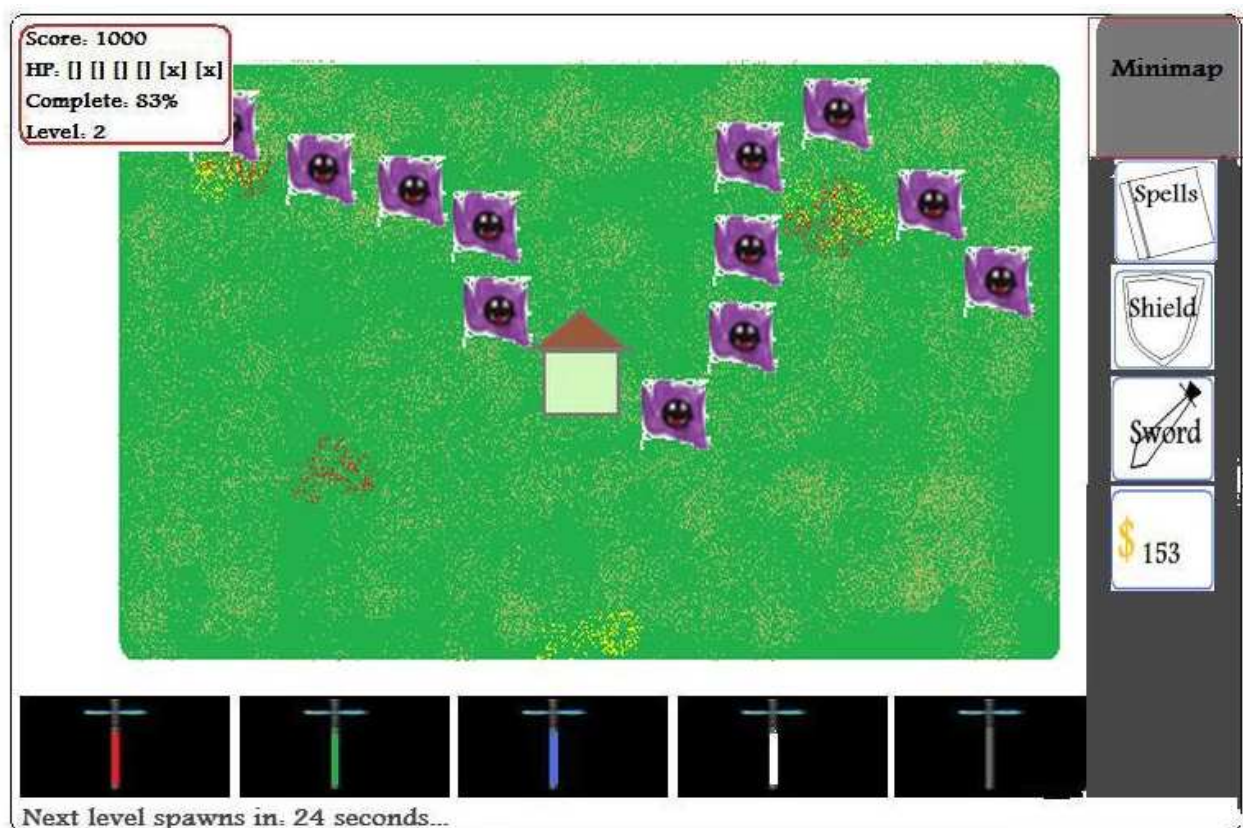 Score: 1000
HP: [] [] [] [] [x] [x]
Complete: 83%
Level: 2
Minimap
Spells
Shield
Sword
$ 153
Next level spawns in: 24 seconds...